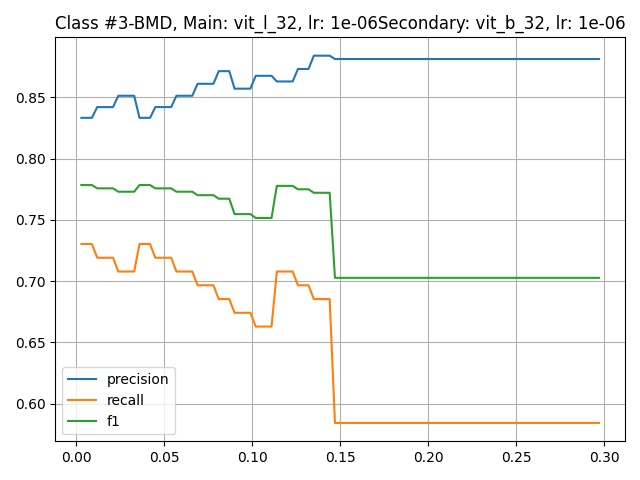 Class #3-BMD, Main: vit_l_32, lr: 1e-06Secondary: vit_b_32, lr: 1e-06
0.85
0.80
0.75
0.70
0.65
0.60
precision
recall
f1
0.00 0.05 0.10 0.15 0.20 0.25 0.30